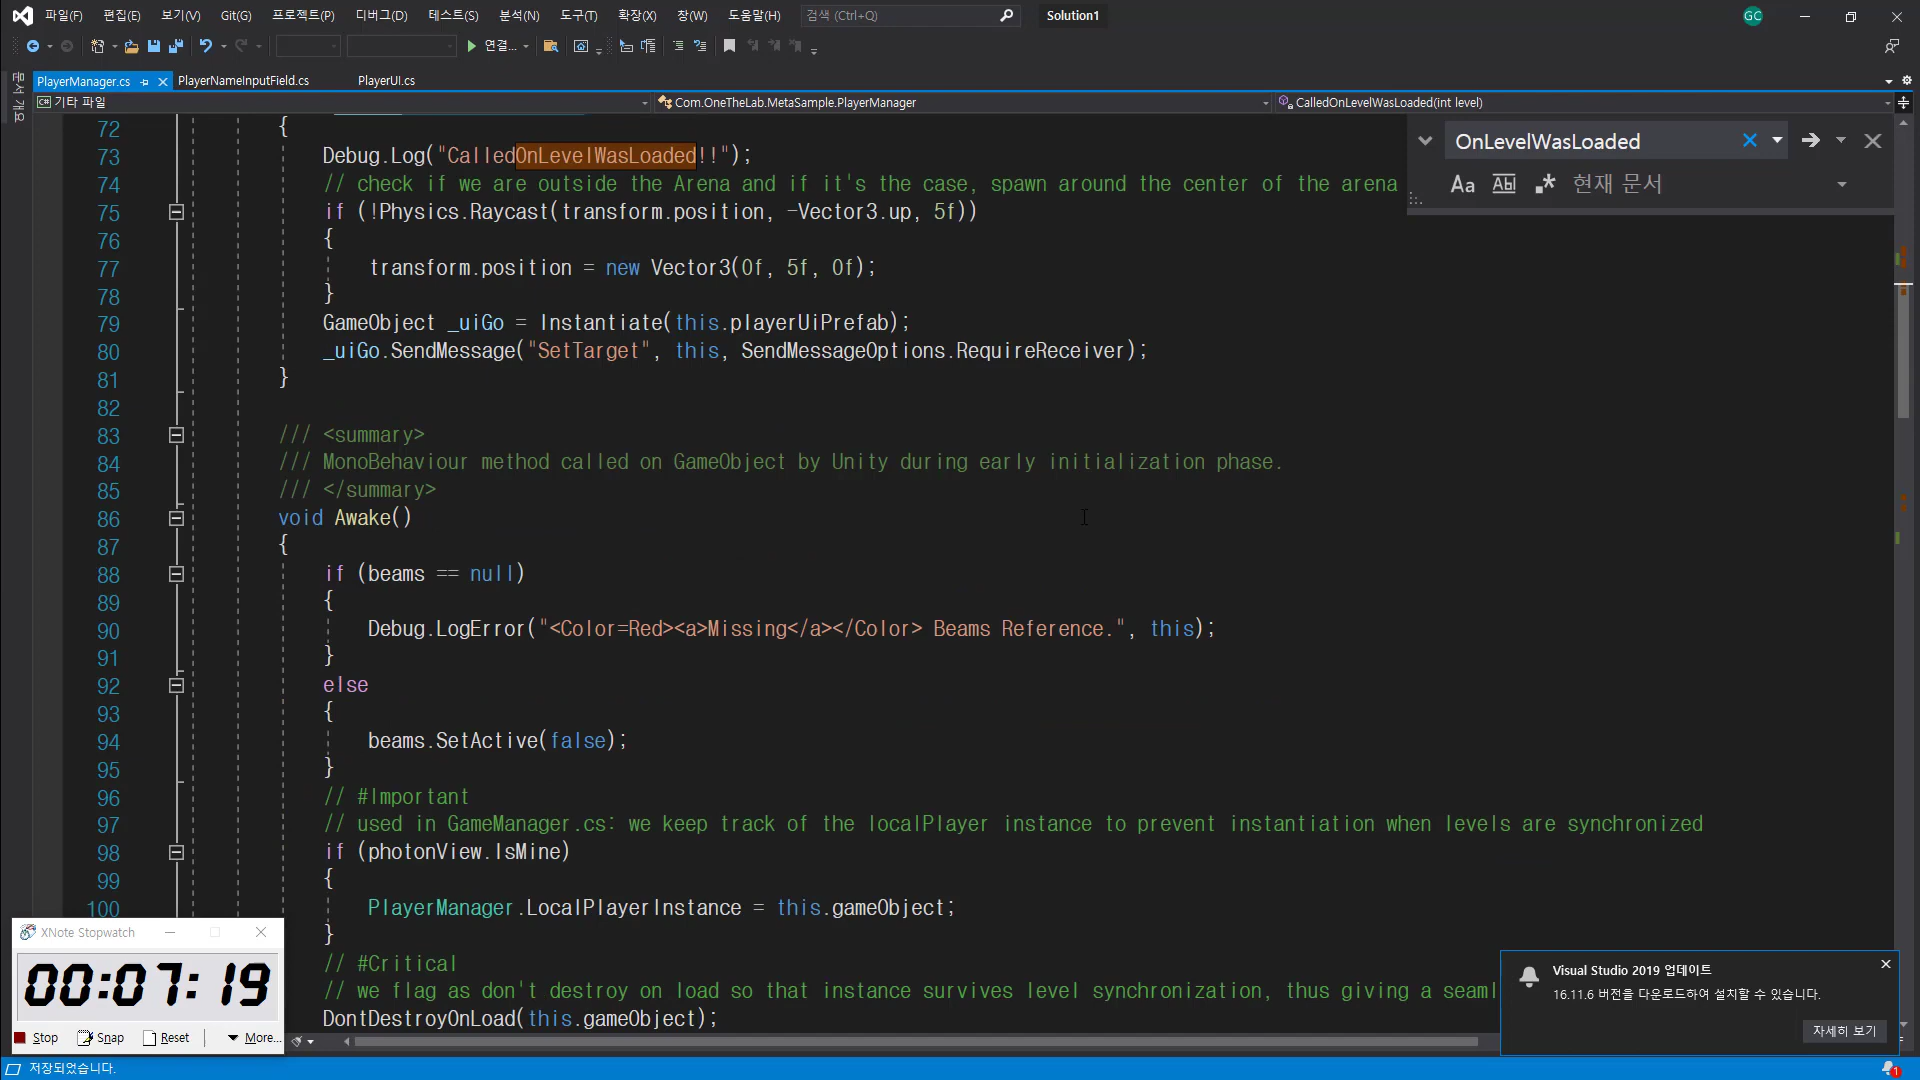 파일(F) 편집(E) 보기(V) Git(G) 프로젝트(P) 디버그(D) 테스트(S) 분석(N) 도구(T) 확장(X) 창(W) 도움말(H) 검색 (Ctrl+Q) Solution1 GC
연결...
문서 개요
PlayerManager.cs PlayerNameInputField.cs PlayerUI.cs
기타 파일 Com.OneTheLab.MetaSample.PlayerManager CalledOnLevelWasLoaded(int level)
OnLevelWasLoaded
Aa Abl 현재 문서
72 {
73 Debug.Log("CalledOnLevelWasLoaded!!");
74 // check if we are outside the Arena and if it's the case, spawn around the center of the arena
75 if (!Physics.Raycast(transform.position, -Vector3.up, 5f))
76 {
77 transform.position = new Vector3(0f, 5f, 0f);
78 }
79 GameObject _uiGo = Instantiate(this.playerUiPrefab);
80 _uiGo.SendMessage("SetTarget", this, SendMessageOptions.RequireReceiver);
81 }
82
83 /// <summary>
84 /// MonoBehaviour method called on GameObject by Unity during early initialization phase.
85 /// </summary>
86 void Awake()
87 {
88 if (beams == null)
89 {
90 Debug.LogError("<Color=Red><a>Missing</a></Color> Beams Reference.", this);
91 }
92 else
93 {
94 beams.SetActive(false);
95 }
96 // #Important
97 // used in GameManager.cs: we keep track of the localPlayer instance to prevent instantiation when levels are synchronized
98 if (photonView.IsMine)
99 {
100 PlayerManager.LocalPlayerInstance = this.gameObject;
}
// #Critical
// we flag as don't destroy on load so that instance survives level synchronization, thus giving a seaml
DontDestroyOnLoad(this.gameObject);
XNote Stopwatch
00:07:19
Stop Snap Reset More...
Visual Studio 2019 업데이트
16.11.6 버전을 다운로드하여 설치할 수 있습니다.
자세히 보기
저장되었습니다.
1